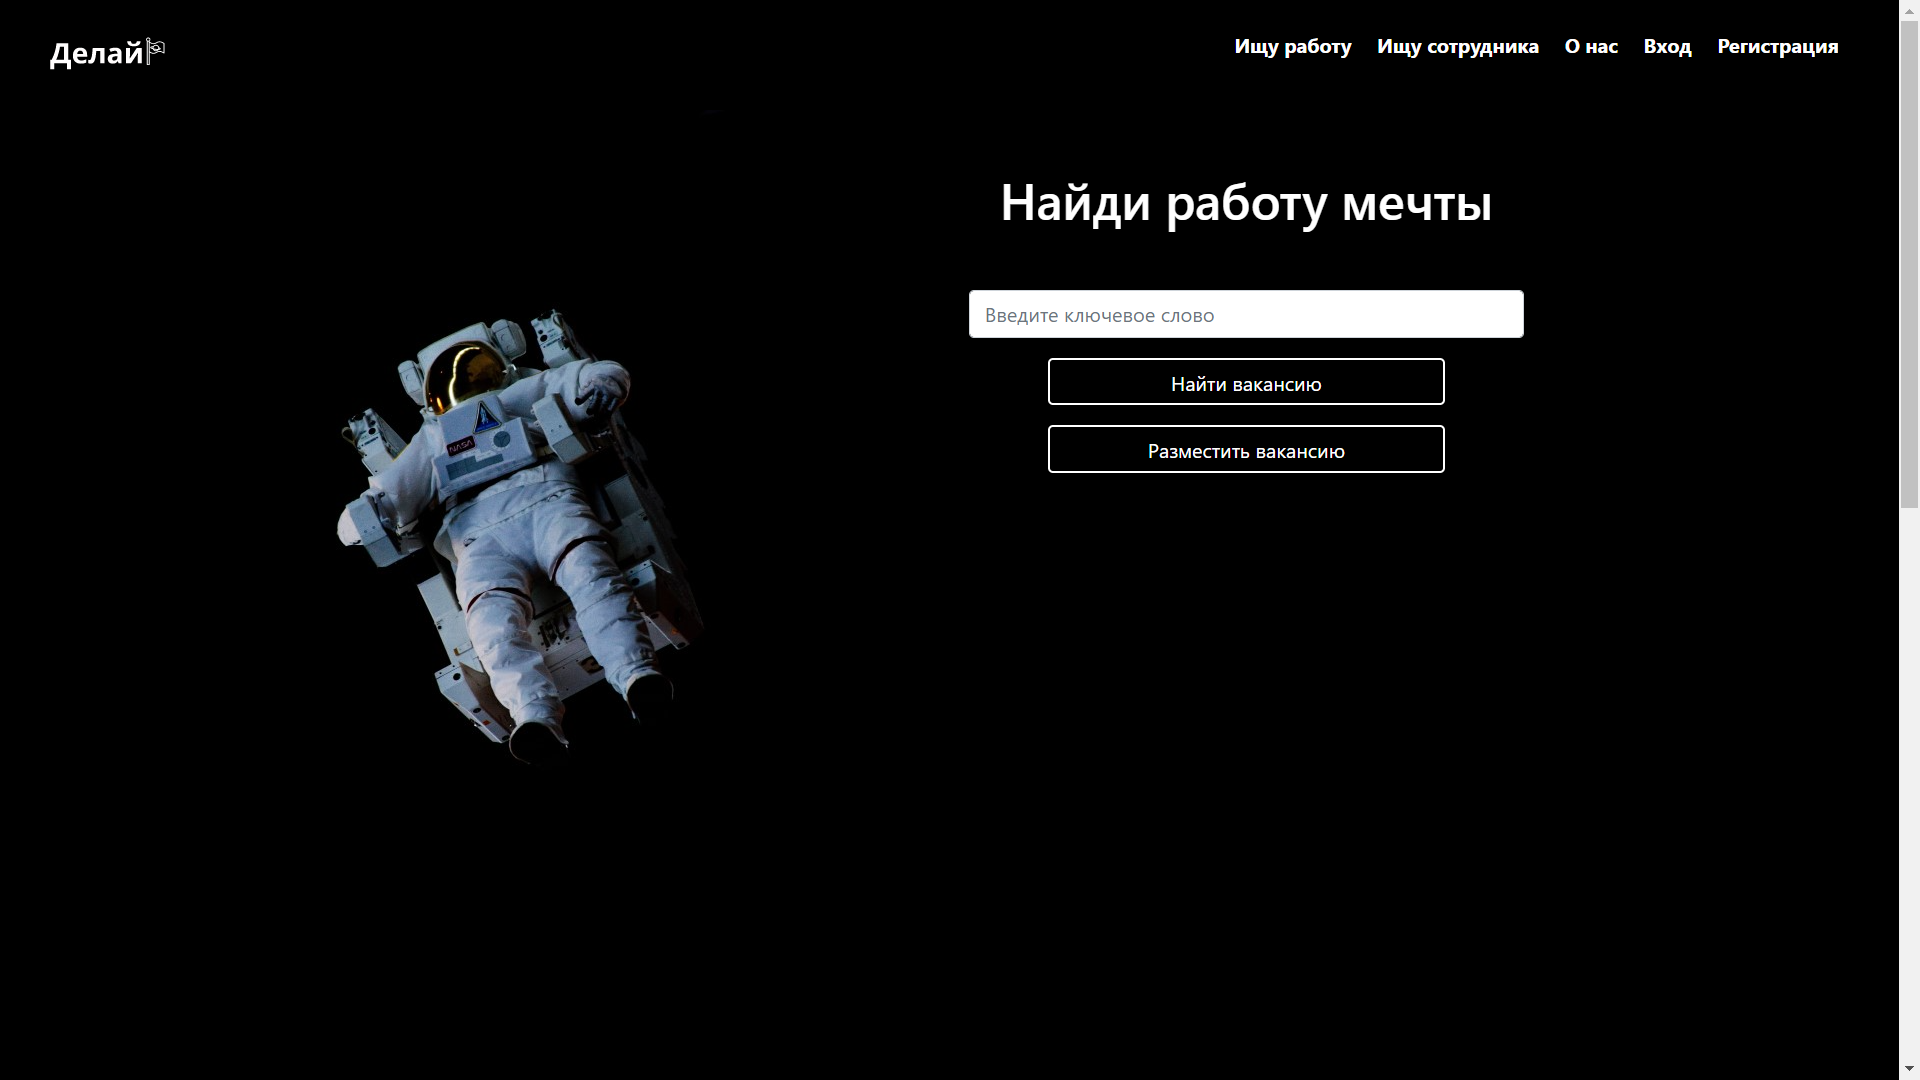 Делай
Ищу работу Ищу сотрудника О нас Вход Регистрация
Найди работу мечты
Введите ключевое слово
Найти вакансию
Разместить вакансию
NASA